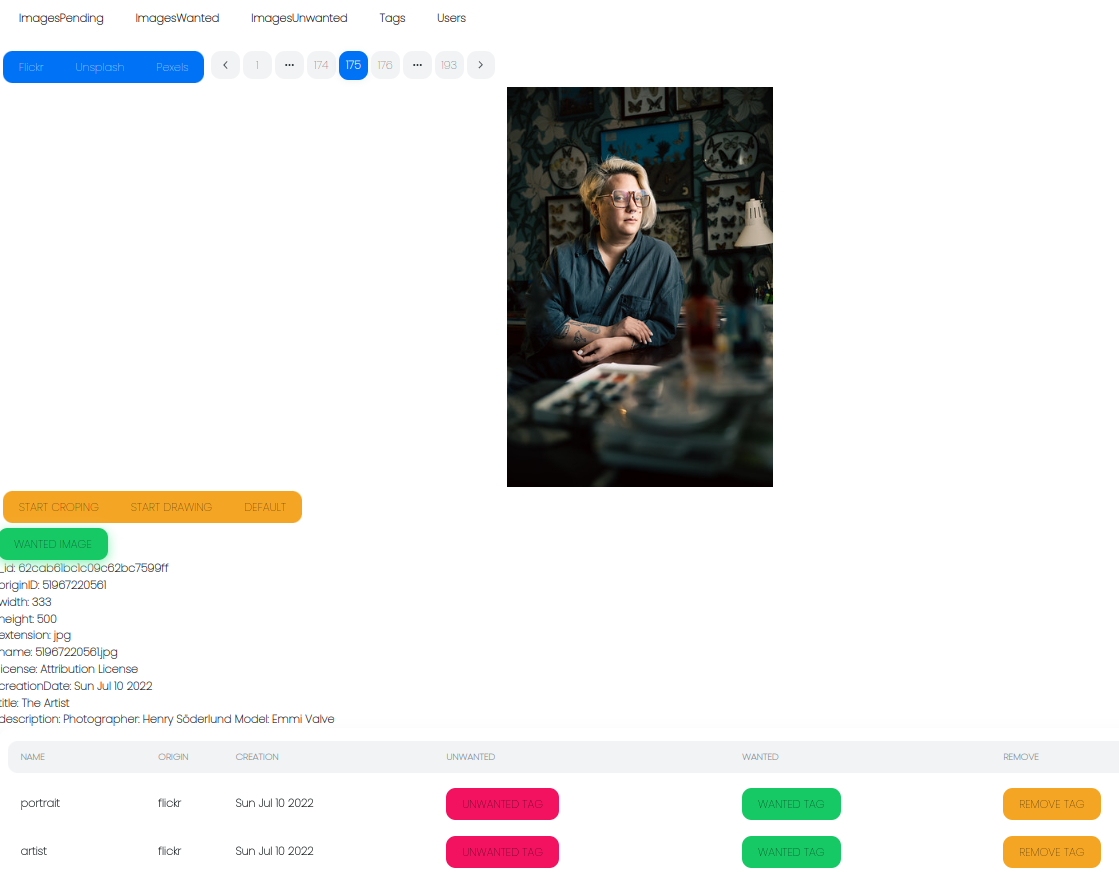 ImagesPending ImagesWanted ImagesUnwanted Tags Users
Flickr Unsplash Pexels < 1 ••• 174 175 176 ••• 193 >
START CROPING START DRAWING DEFAULT
WANTED IMAGE
_id: 62cab61bc1c09c62bc7599ff
originID: 51967220561
width: 333
height: 500
extension: jpg
name: 51967220561.jpg
license: Attribution License
creationDate: Sun Jul 10 2022
title: The Artist
description: Photographer: Henry Söderlund Model: Emmi Valve
NAME ORIGIN CREATION UNWANTED WANTED REMOVE
portrait flickr Sun Jul 10 2022 UNWANTED TAG WANTED TAG REMOVE TAG
artist flickr Sun Jul 10 2022 UNWANTED TAG WANTED TAG REMOVE TAG